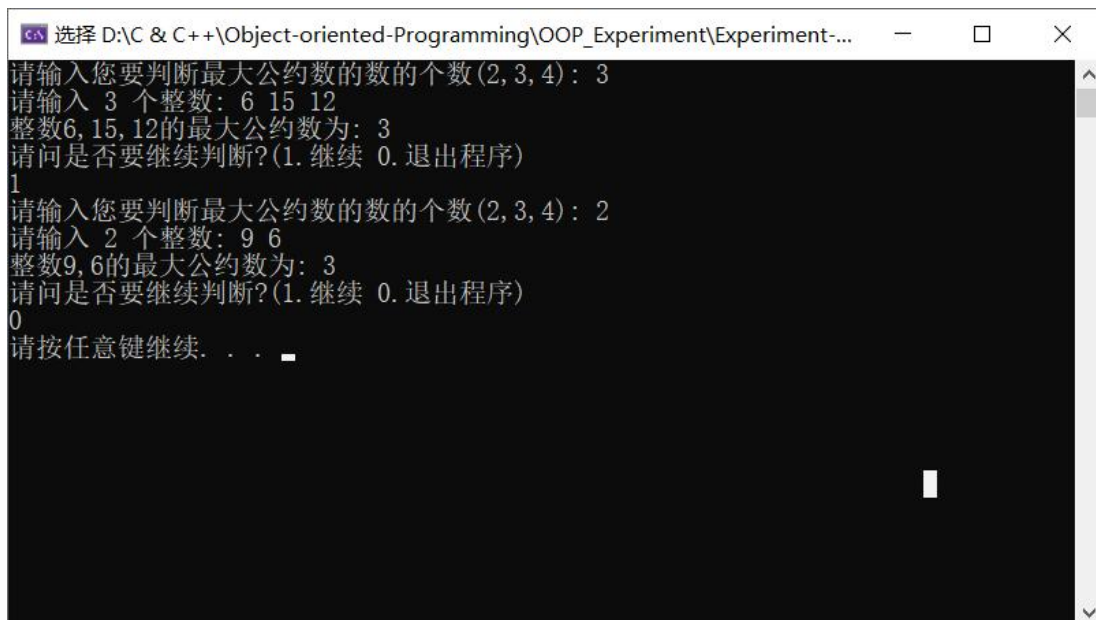 选择 D:\C & C++\Object-oriented-Programming\OOP_Experiment\Experiment-...
请输入您要判断最大公约数的数的个数(2,3,4): 3
请输入 3 个整数: 6 15 12
整数6,15,12的最大公约数为: 3
请问是否要继续判断?(1.继续 0.退出程序)
1
请输入您要判断最大公约数的数的个数(2,3,4): 2
请输入 2 个整数: 9 6
整数9,6的最大公约数为: 3
请问是否要继续判断?(1.继续 0.退出程序)
0
请按任意键继续. . .